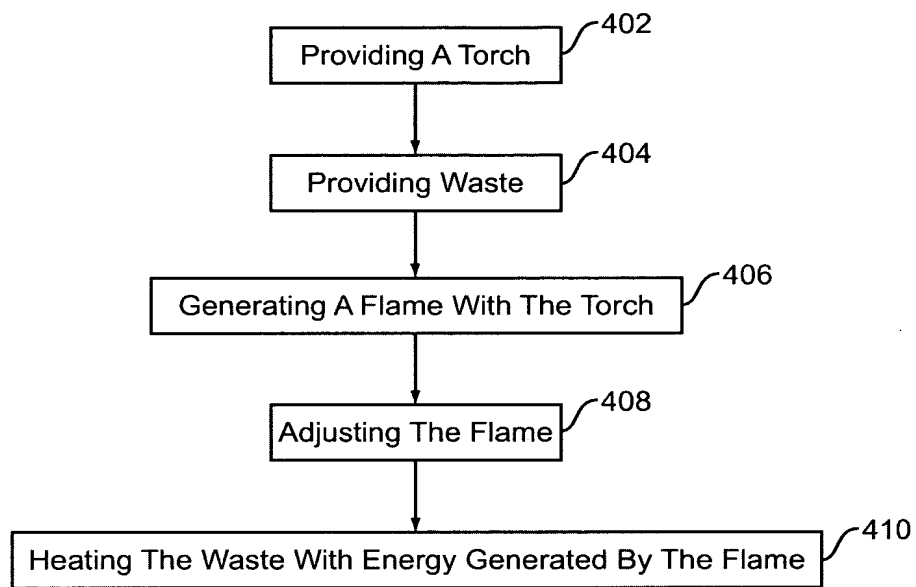 402
Providing A Torch
404
Providing Waste
406
Generating A Flame With The Torch
408
Adjusting The Flame
410
Heating The Waste With Energy Generated By The Flame